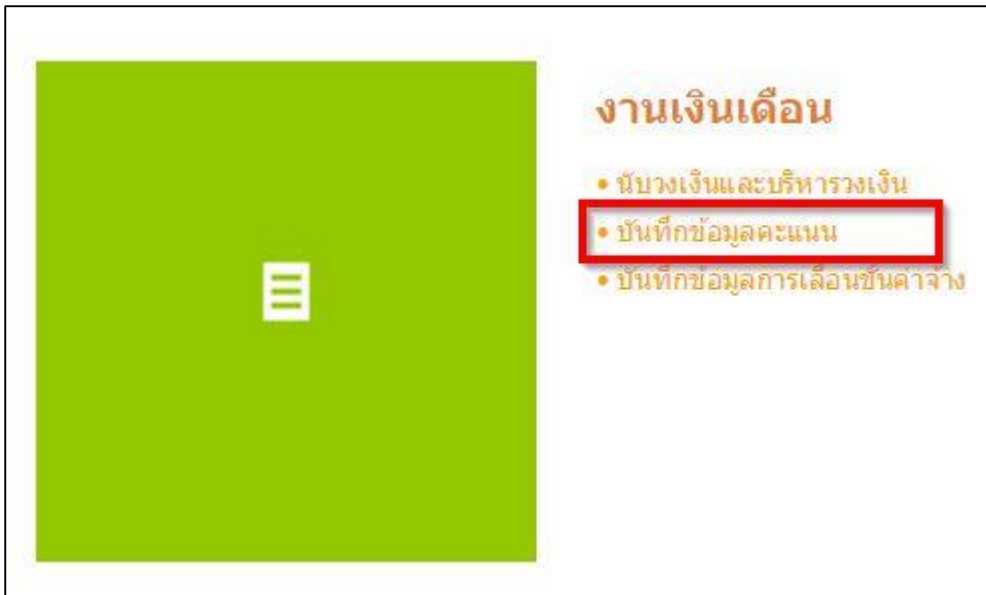 งานเงินเดือน
• นับวงเงินและบริหารวงเงิน
• บันทึกข้อมูลคะแนน
• บันทึกข้อมูลการเลื่อนขั้นค่าจ้าง